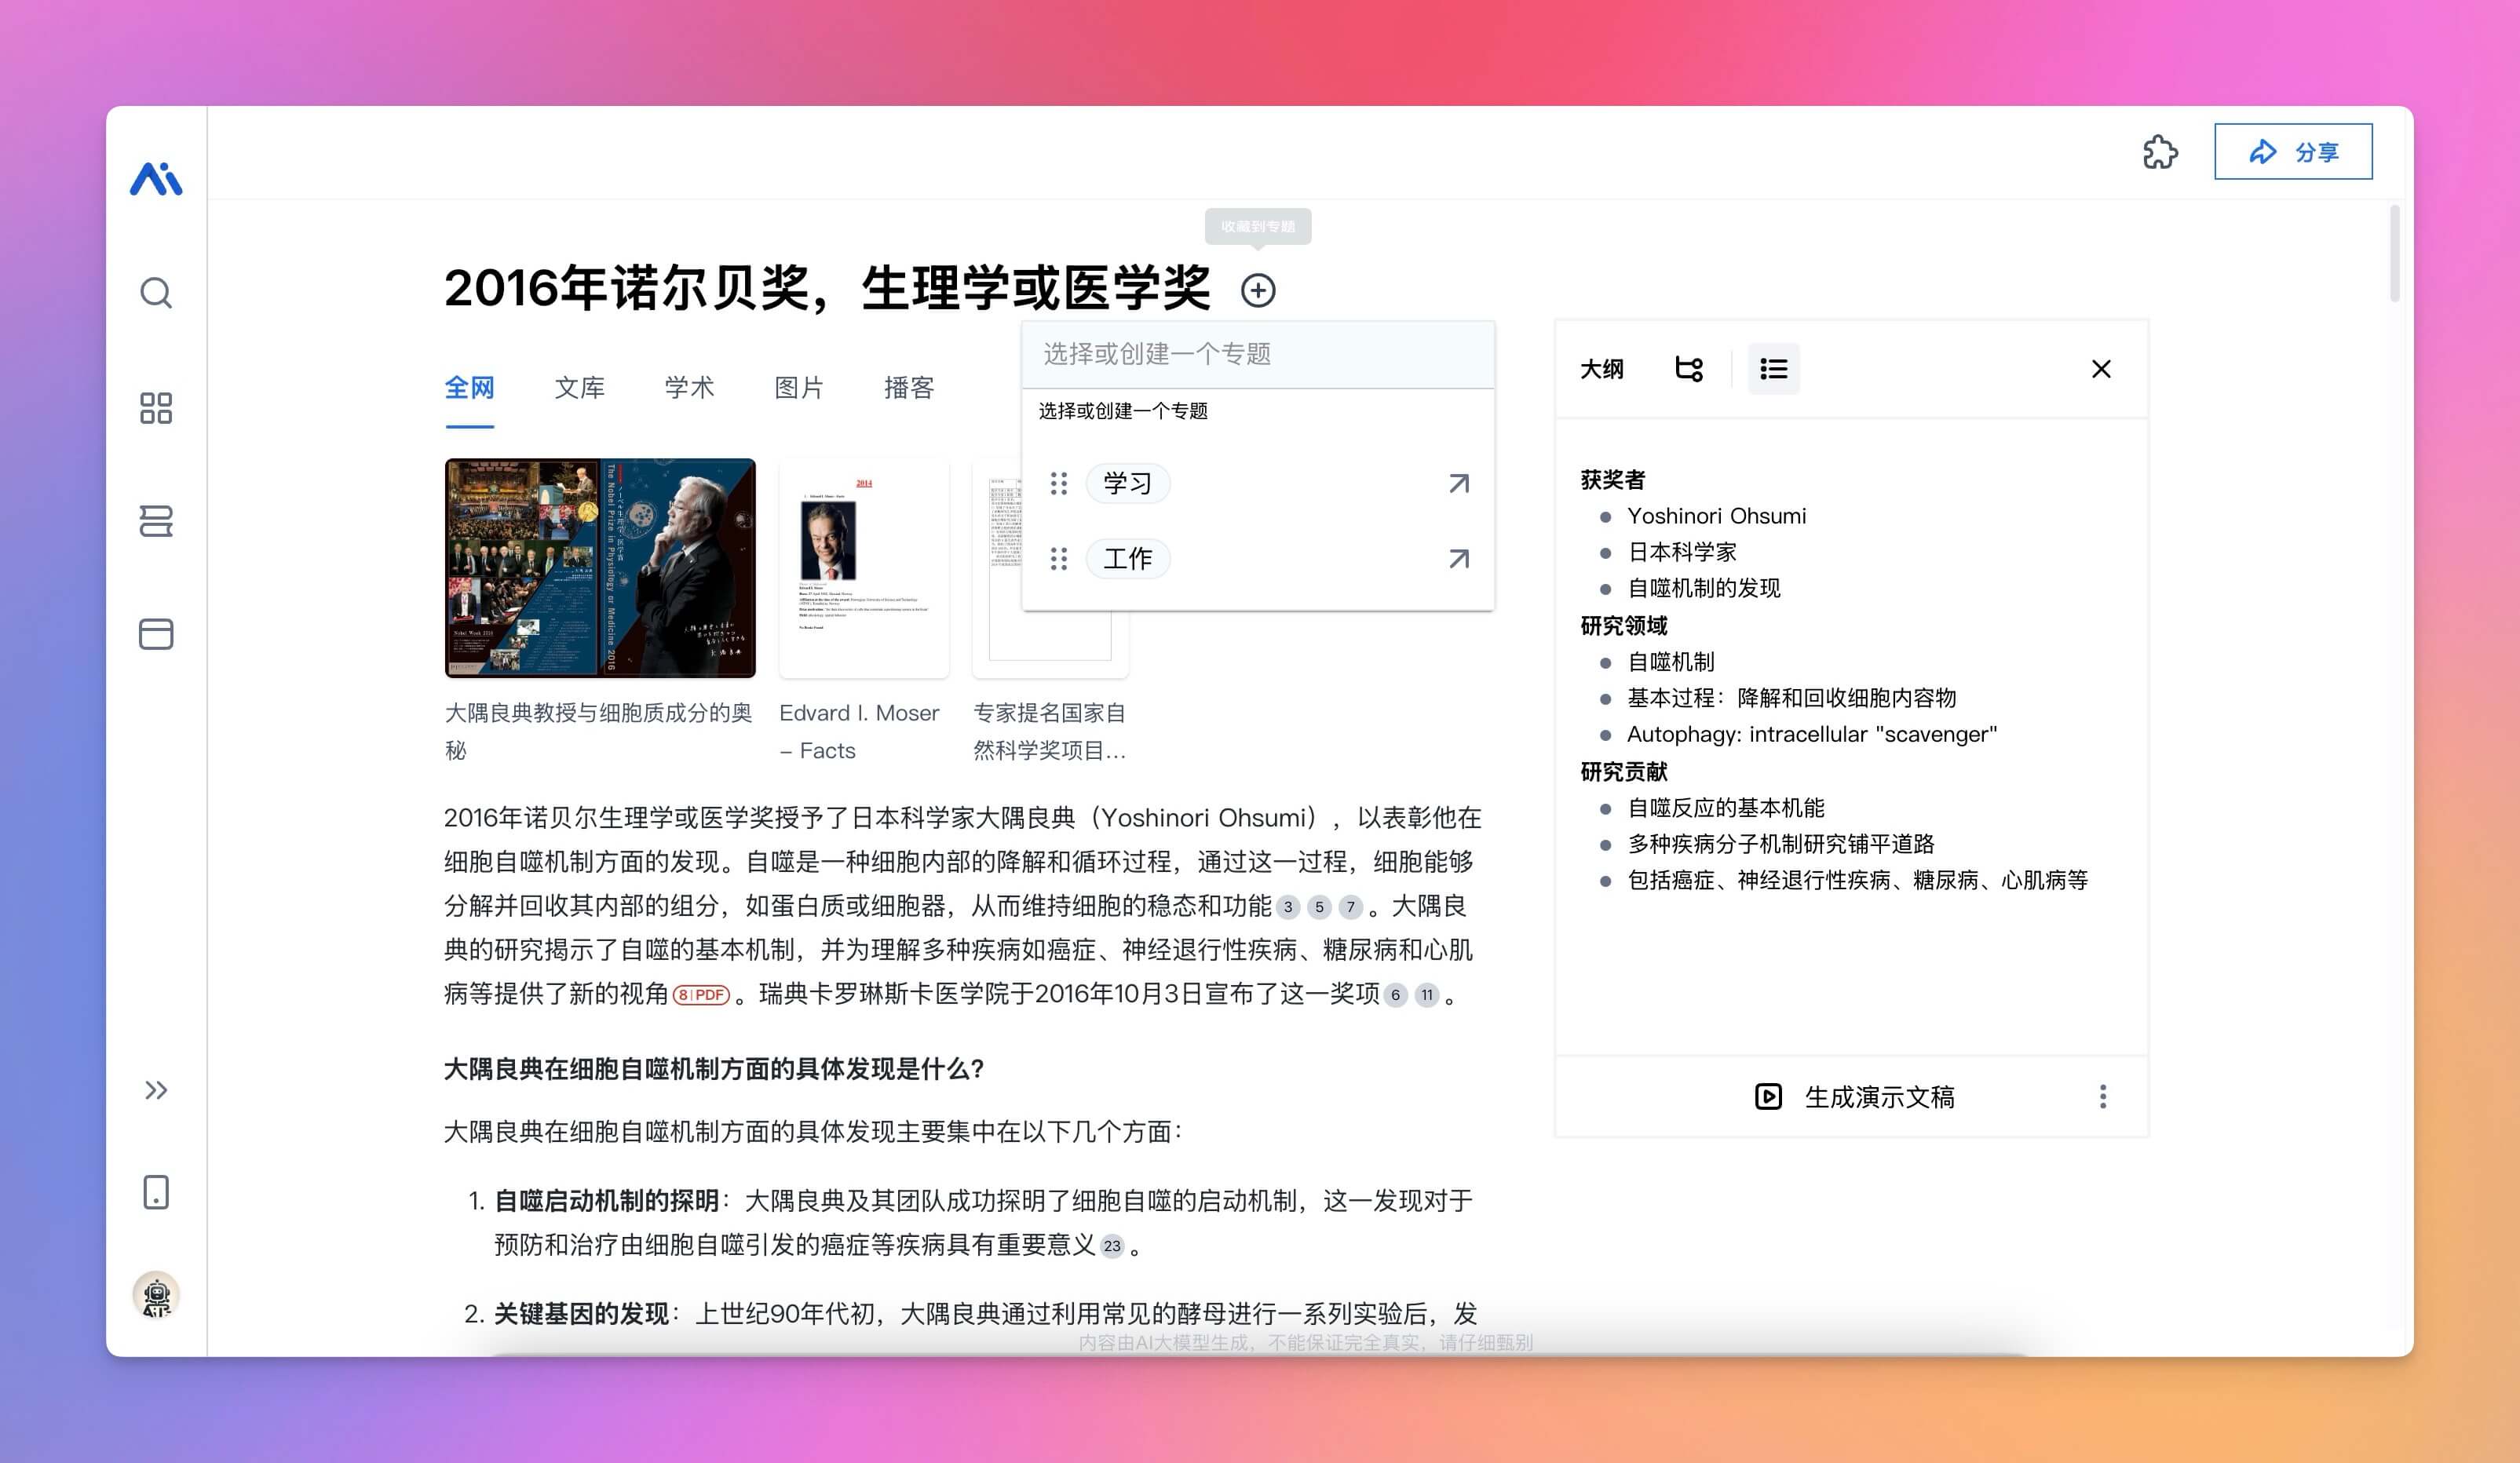 分享
收藏到专题
2016年诺尔贝奖，生理学或医学奖
全网 文库 学术 图片 播客
选择或创建一个专题
选择或创建一个专题
学习
工作
The Nobel Prize in Physiology or Medicine 2016
Nobel Week 2016
2014
大隅良典教授与细胞质成分的奥
秘
Edvard I. Moser
– Facts
专家提名国家自
然科学奖项目...
2016年诺贝尔生理学或医学奖授予了日本科学家大隅良典（Yoshinori Ohsumi），以表彰他在
细胞自噬机制方面的发现。自噬是一种细胞内部的降解和循环过程，通过这一过程，细胞能够
分解并回收其内部的组分，如蛋白质或细胞器，从而维持细胞的稳态和功能 3 5 7 。大隅良
典的研究揭示了自噬的基本机制，并为理解多种疾病如癌症、神经退行性疾病、糖尿病和心肌
病等提供了新的视角 8|PDF 。瑞典卡罗琳斯卡医学院于2016年10月3日宣布了这一奖项 6 11 。
大隅良典在细胞自噬机制方面的具体发现是什么?
大隅良典在细胞自噬机制方面的具体发现主要集中在以下几个方面：
1. 自噬启动机制的探明：大隅良典及其团队成功探明了细胞自噬的启动机制，这一发现对于
预防和治疗由细胞自噬引发的癌症等疾病具有重要意义 23 。
2. 关键基因的发现：上世纪90年代初，大隅良典通过利用常见的酵母进行一系列实验后，发
内容由AI大模型生成，不能保证完全真实，请仔细甄别
大纲
获奖者
Yoshinori Ohsumi
日本科学家
自噬机制的发现
研究领域
自噬机制
基本过程：降解和回收细胞内容物
Autophagy: intracellular "scavenger"
研究贡献
自噬反应的基本机能
多种疾病分子机制研究铺平道路
包括癌症、神经退行性疾病、糖尿病、心肌病等
生成演示文稿